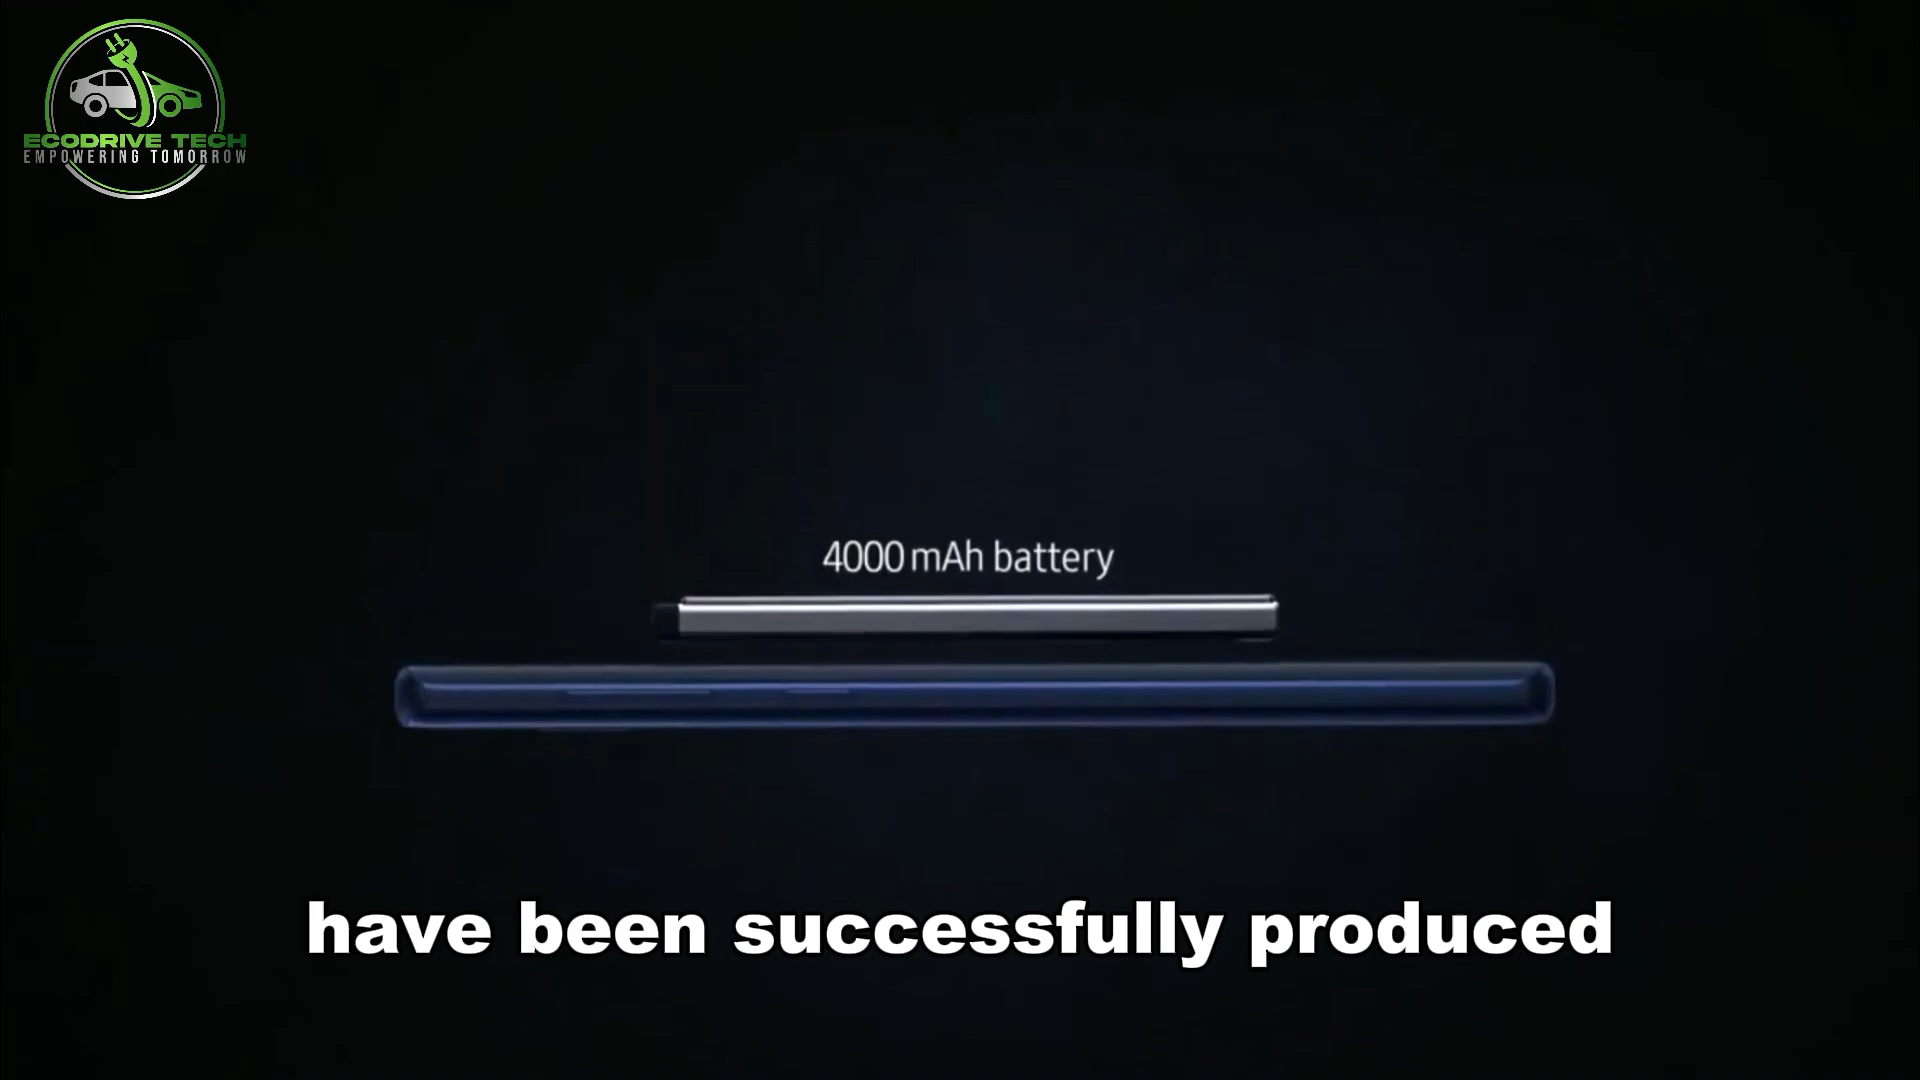 ECODRIVE TECH
EMPOWERING TOMORROW
4000 mAh battery
have been successfully produced